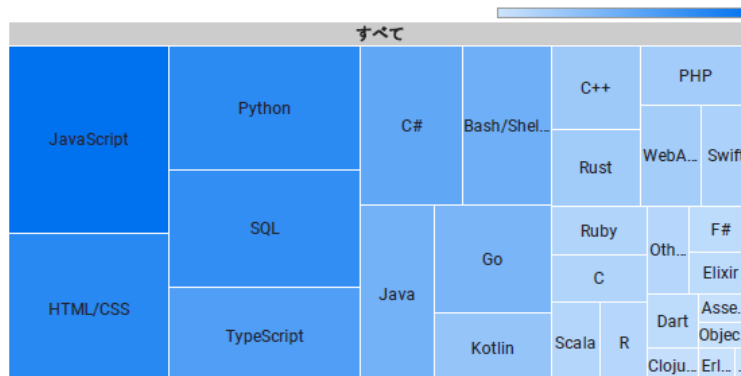 すべて
JavaScript
HTML/CSS
Python
SQL
TypeScript
C#
Bash/Shel...
Java
Go
Kotlin
C++
Rust
PHP
WebA...
Swift
Ruby
C
Scala
R
Oth...
F#
Elixir
Dart
Asse...
Objec
Cloju...
Erl...